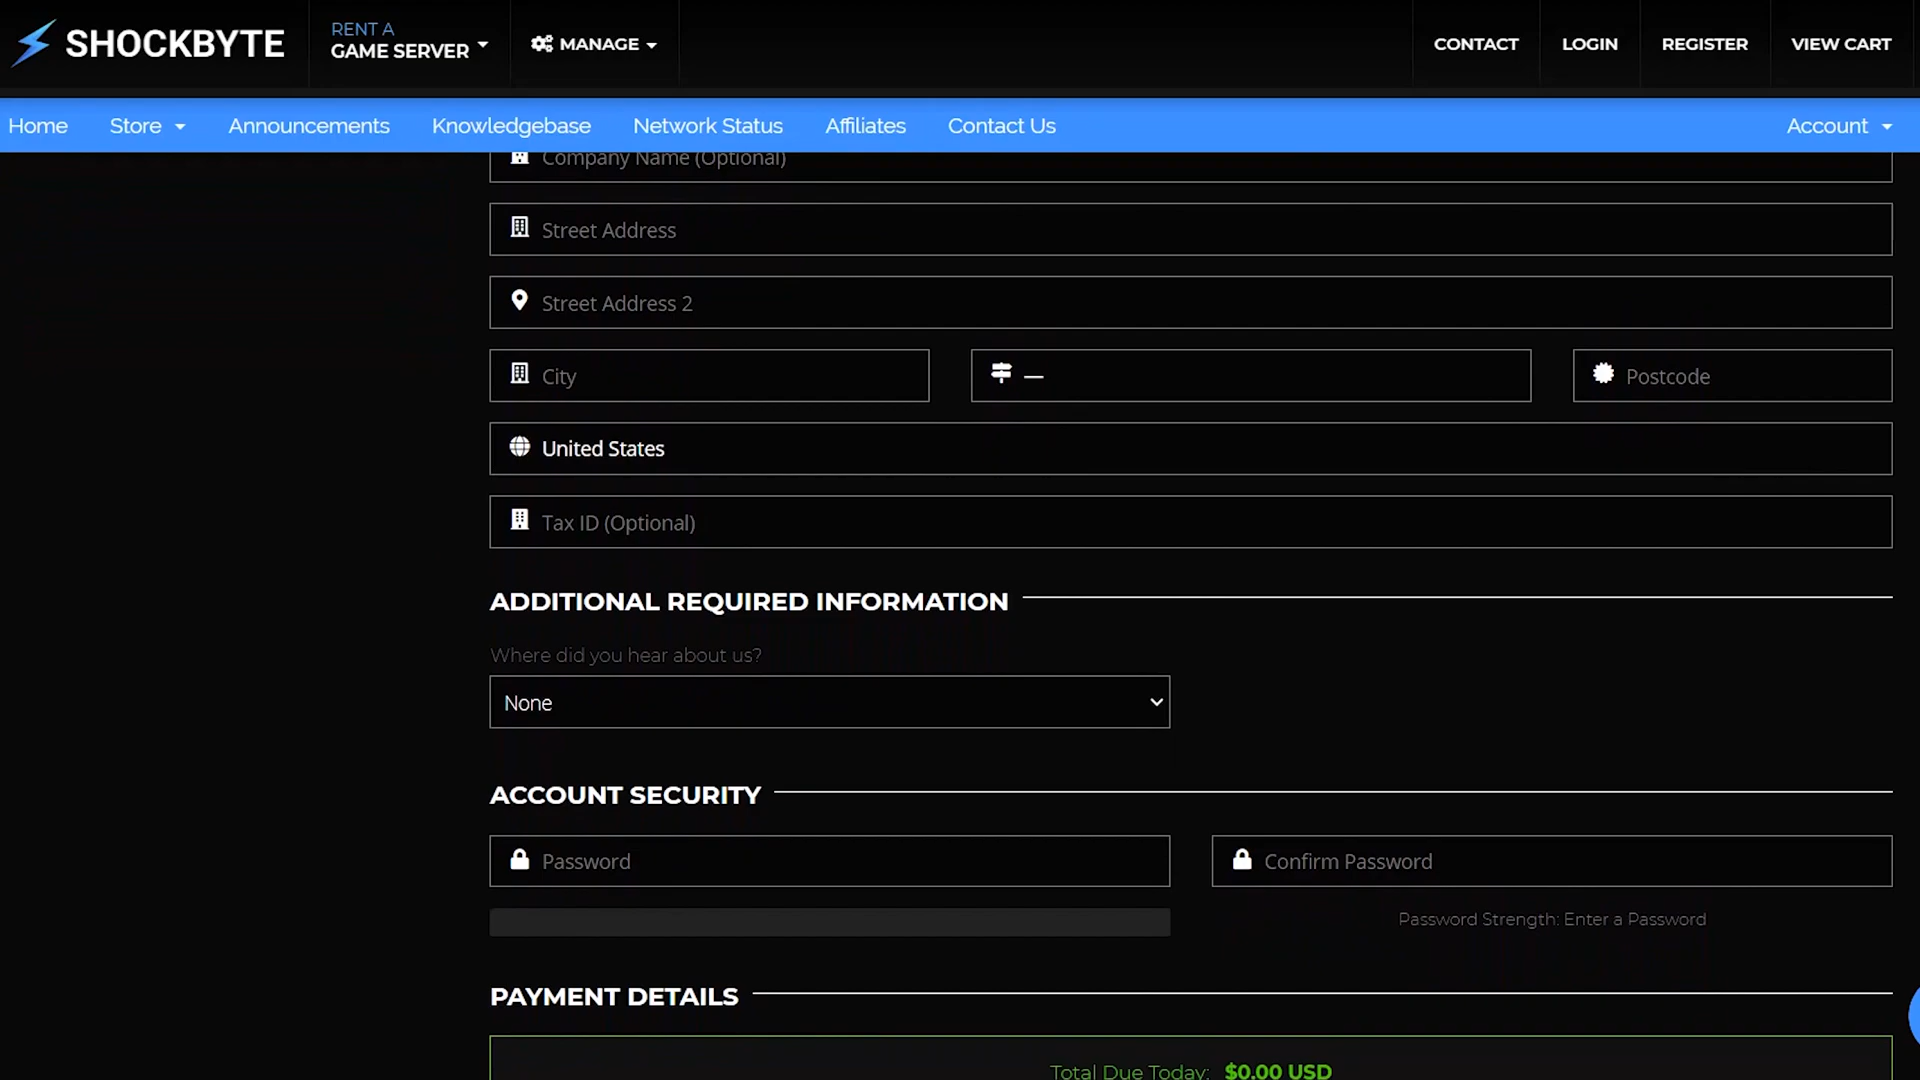 SHOCKBYTE
RENT A
GAME SERVER
MANAGE
CONTACT
LOGIN
REGISTER
VIEW CART
Home
Store
Announcements
Knowledgebase
Network Status
Affiliates
Contact Us
Account
Company Name (Optional)
Street Address
Street Address 2
City
—
Postcode
United States
Tax ID (Optional)
ADDITIONAL REQUIRED INFORMATION
Where did you hear about us?
None
ACCOUNT SECURITY
Password
Confirm Password
Password Strength: Enter a Password
PAYMENT DETAILS
Total Due Today: $0.00 USD